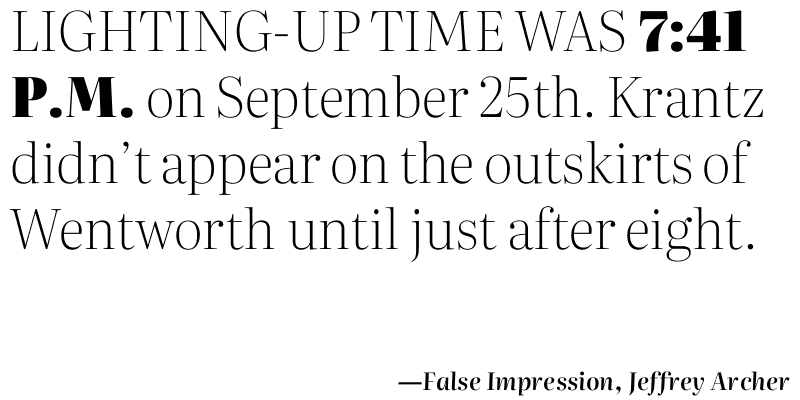 LIGHTING-UP TIME WAS 7:41
P.M. on September 25th. Krantz
didn’t appear on the outskirts of
Wentworth until just after eight.
—False Impression, Jeffrey Archer